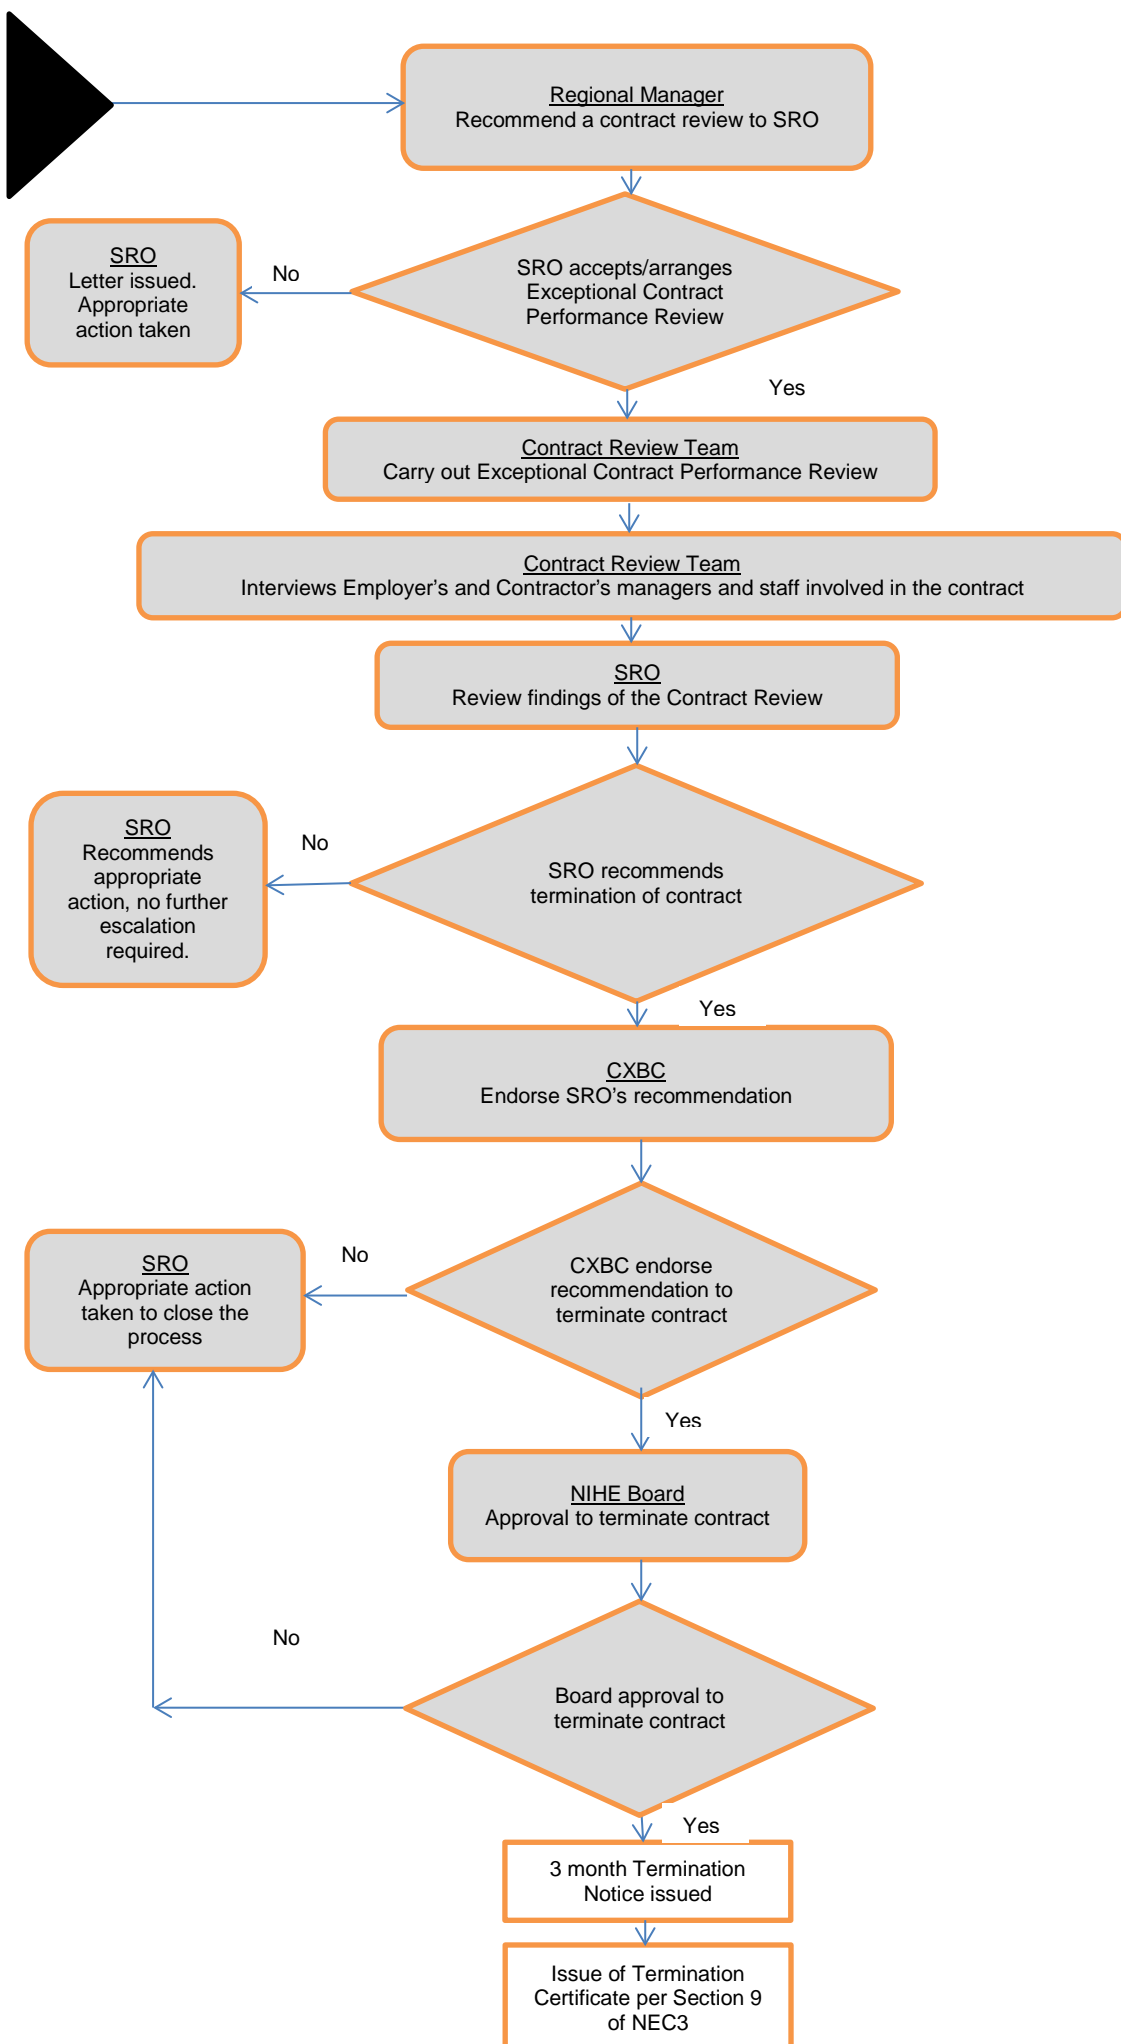 Regional Manager
Recommend a contract review to SRO
SRO
Letter issued.
Appropriate
action taken
No
SRO accepts/arranges
Exceptional Contract
Performance Review
Yes
Contract Review Team
Carry out Exceptional Contract Performance Review
Contract Review Team
Interviews Employer’s and Contractor’s managers and staff involved in the contract
SRO
Review findings of the Contract Review
SRO
Recommends
appropriate
action, no further
escalation
required.
No
SRO recommends
termination of contract
Yes
CXBC
Endorse SRO’s recommendation
SRO
Appropriate action
taken to close the
process
No
CXBC endorse
recommendation to
terminate contract
Yes
NIHE Board
Approval to terminate contract
No
Board approval to
terminate contract
Yes
3 month Termination
Notice issued
Issue of Termination
Certificate per Section 9
of NEC3